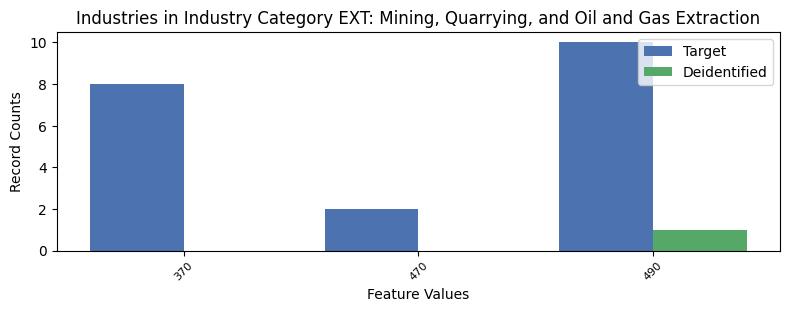 Industries in Industry Category EXT: Mining, Quarrying, and Oil and Gas Extraction
Target
Deidentified
Record Counts
10
8
6
4
2
0
370
470
490
Feature Values